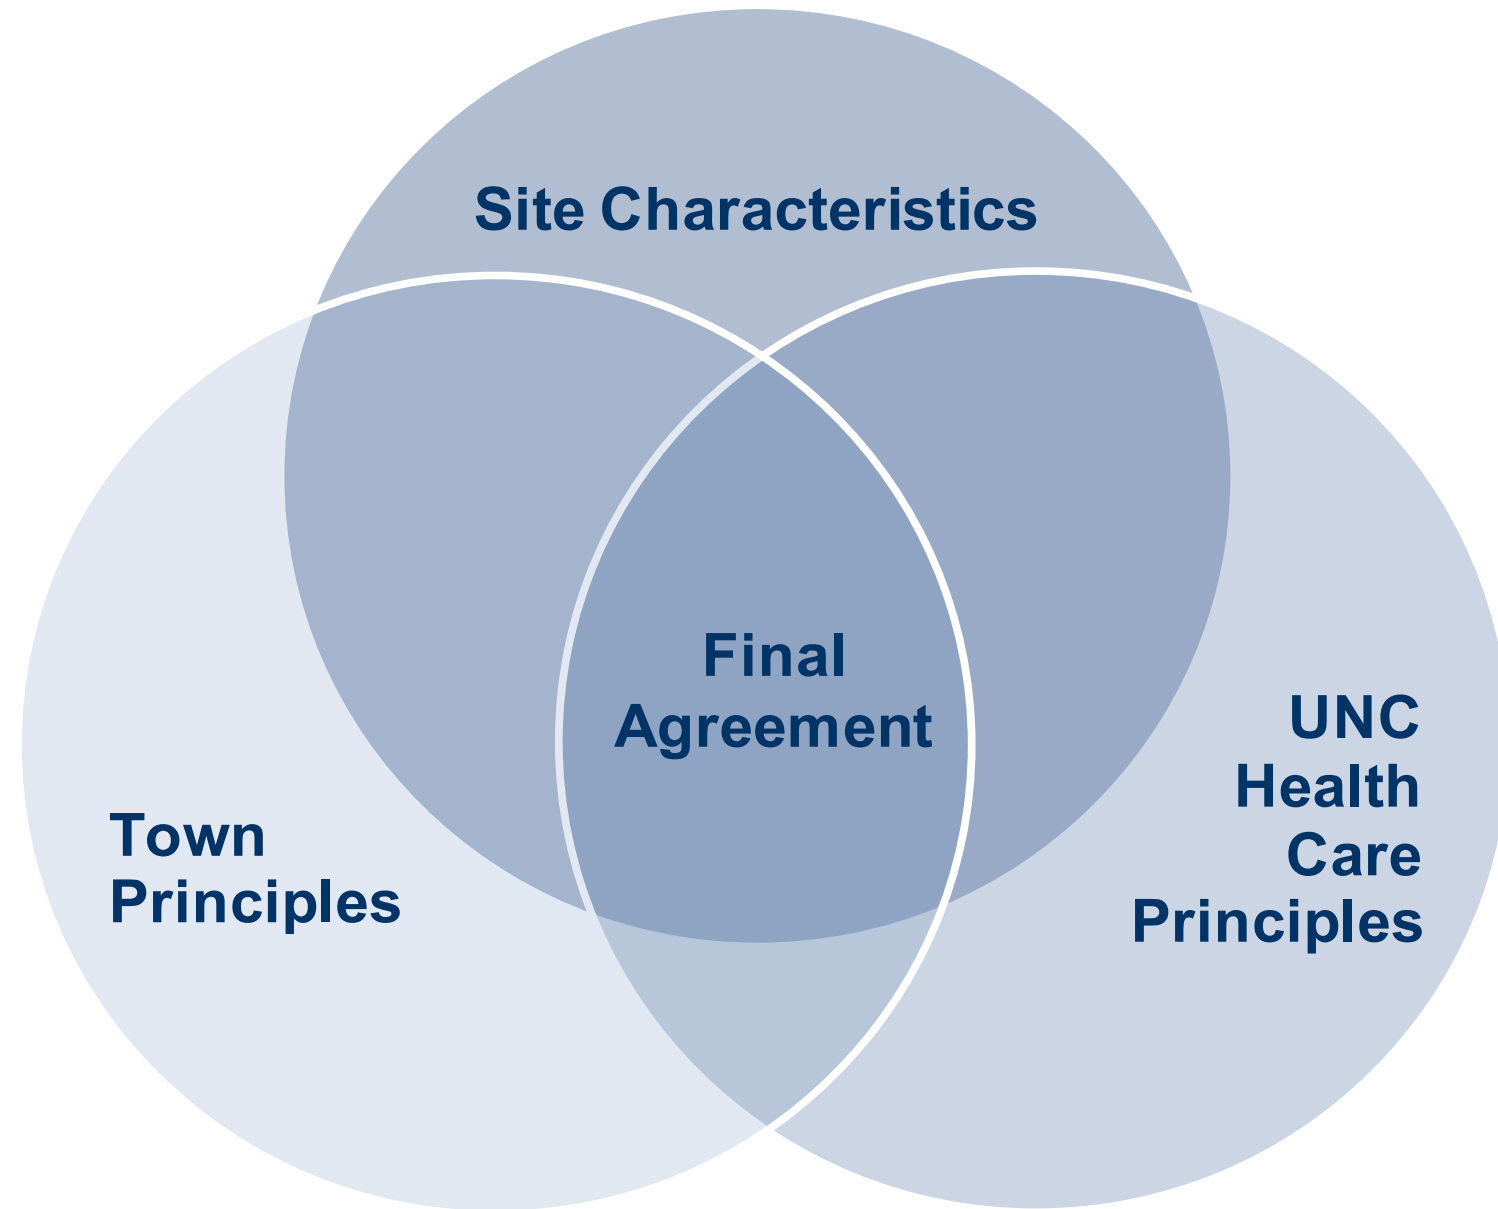 Site Characteristics
Final
Agreement
Town
Principles
UNC
Health
Care
Principles